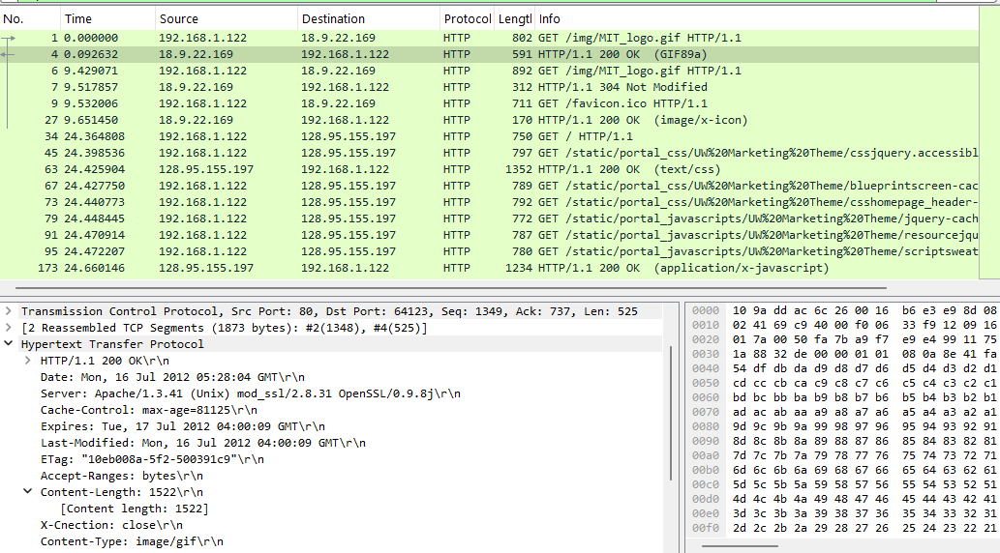 No. Time Source Destination Protocol Lengtl Info
1 0.000000 192.168.1.122 18.9.22.169 HTTP 802 GET /img/MIT_logo.gif HTTP/1.1
4 0.092632 18.9.22.169 192.168.1.122 HTTP 591 HTTP/1.1 200 OK (GIF89a)
6 9.429071 192.168.1.122 18.9.22.169 HTTP 892 GET /img/MIT_logo.gif HTTP/1.1
7 9.517857 18.9.22.169 192.168.1.122 HTTP 312 HTTP/1.1 304 Not Modified
9 9.532006 192.168.1.122 18.9.22.169 HTTP 711 GET /favicon.ico HTTP/1.1
27 9.651450 18.9.22.169 192.168.1.122 HTTP 170 HTTP/1.1 200 OK (image/x-icon)
34 24.364808 192.168.1.122 128.95.155.197 HTTP 750 GET / HTTP/1.1
45 24.398536 192.168.1.122 128.95.155.197 HTTP 797 GET /static/portal_css/UW%20Marketing%20Theme/cssjquery.accessibl
63 24.425904 128.95.155.197 192.168.1.122 HTTP 1352 HTTP/1.1 200 OK (text/css)
67 24.427750 192.168.1.122 128.95.155.197 HTTP 789 GET /static/portal_css/UW%20Marketing%20Theme/blueprintscreen-cac
73 24.440773 192.168.1.122 128.95.155.197 HTTP 792 GET /static/portal_css/UW%20Marketing%20Theme/csshomepage_header-
79 24.448445 192.168.1.122 128.95.155.197 HTTP 772 GET /static/portal_javascripts/UW%20Marketing%20Theme/jquery-cach
91 24.470914 192.168.1.122 128.95.155.197 HTTP 787 GET /static/portal_javascripts/UW%20Marketing%20Theme/resourcejqu
95 24.472207 192.168.1.122 128.95.155.197 HTTP 780 GET /static/portal_javascripts/UW%20Marketing%20Theme/scriptsweat
173 24.660146 128.95.155.197 192.168.1.122 HTTP 1234 HTTP/1.1 200 OK (application/x-javascript)
Transmission Control Protocol, Src Port: 80, Dst Port: 64123, Seq: 1349, Ack: 737, Len: 525
[2 Reassembled TCP Segments (1873 bytes): #2(1348), #4(525)]
Hypertext Transfer Protocol
HTTP/1.1 200 OK\r\n
Date: Mon, 16 Jul 2012 05:28:04 GMT\r\n
Server: Apache/1.3.41 (Unix) mod_ssl/2.8.31 OpenSSL/0.9.8j\r\n
Cache-Control: max-age=81125\r\n
Expires: Tue, 17 Jul 2012 04:00:09 GMT\r\n
Last-Modified: Mon, 16 Jul 2012 04:00:09 GMT\r\n
ETag: "10eb008a-5f2-500391c9"\r\n
Accept-Ranges: bytes\r\n
Content-Length: 1522\r\n
[Content length: 1522]
X-Cnection: close\r\n
Content-Type: image/gif\r\n
0000 10 9a dd ac 6c 26 00 16 b6 e3 e9 8d 08
0010 02 41 69 c9 40 00 f0 06 33 f9 12 09 16
0020 01 7a 00 50 fa 7b a9 f7 e9 e4 99 11 75
0030 1a 88 32 de 00 00 01 01 08 0a 8e 41 fa
0040 54 df db da d9 d8 d7 d6 d5 d4 d3 d2 d1
0050 cd cc cb ca c9 c8 c7 c6 c5 c4 c3 c2 c1
0060 bd bc bb ba b9 b8 b7 b6 b5 b4 b3 b2 b1
0070 ad ac ab aa a9 a8 a7 a6 a5 a4 a3 a2 a1
0080 9d 9c 9b 9a 99 98 97 96 95 94 93 92 91
0090 8d 8c 8b 8a 89 88 87 86 85 84 83 82 81
00a0 7d 7c 7b 7a 79 78 77 76 75 74 73 72 71
00b0 6d 6c 6b 6a 69 68 67 66 65 64 63 62 61
00c0 5d 5c 5b 5a 59 58 57 56 55 54 53 52 51
00d0 4d 4c 4b 4a 49 48 47 46 45 44 43 42 41
00e0 3d 3c 3b 3a 39 38 37 36 35 34 33 32 31
00f0 2d 2c 2b 2a 29 28 27 26 25 24 23 22 21